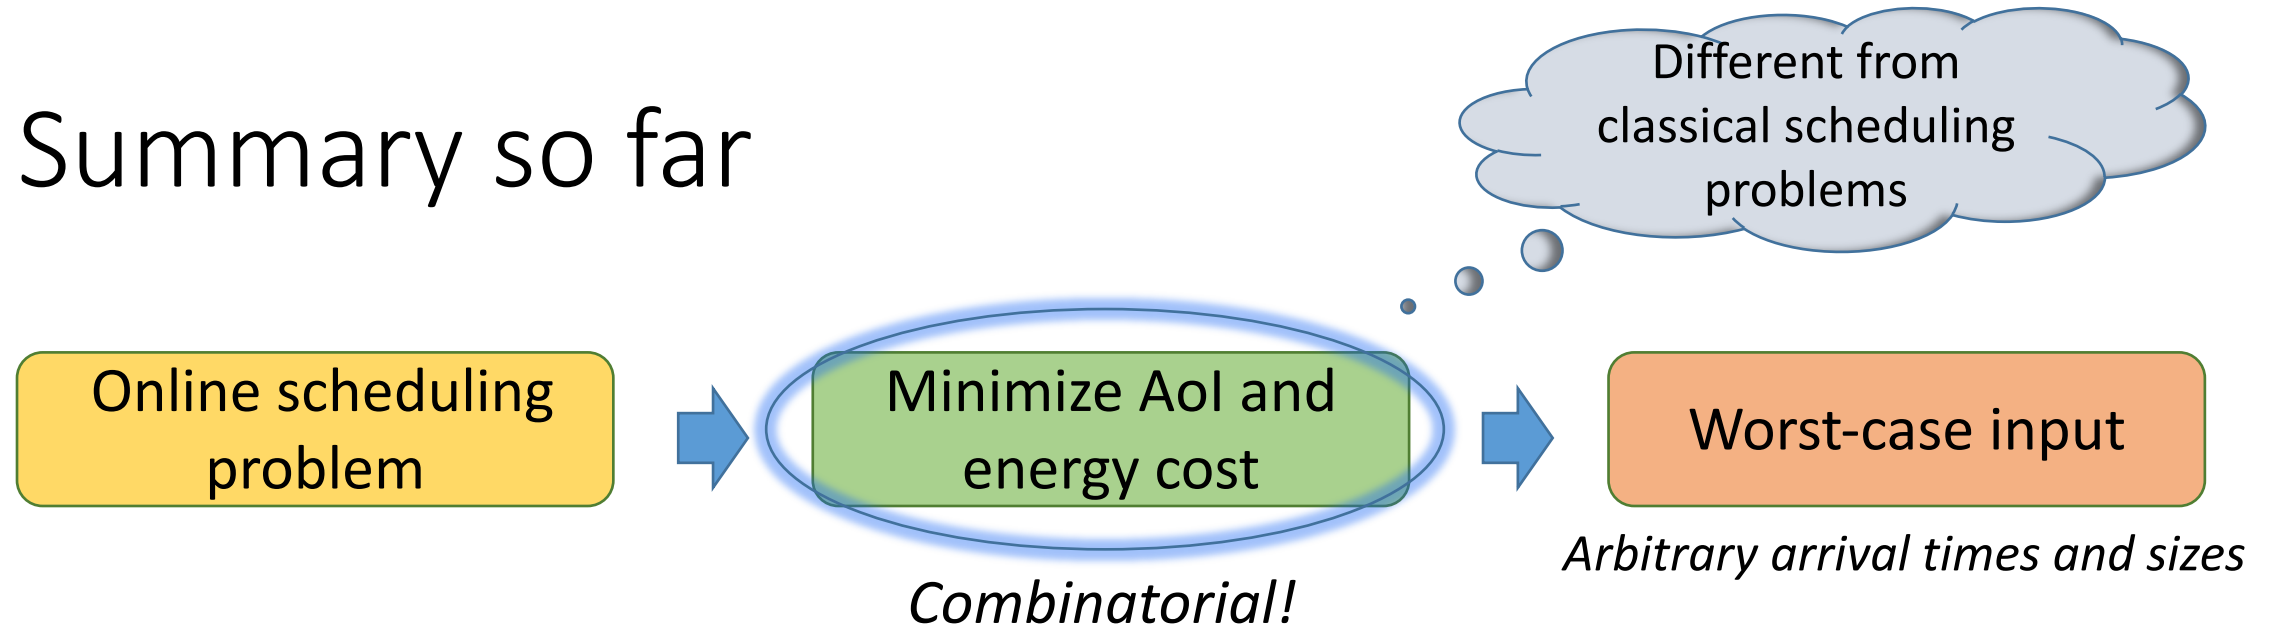 Summary so far
Different from
classical scheduling
problems
Online scheduling
problem
Minimize AoI and
energy cost
Worst-case input
Combinatorial!
Arbitrary arrival times and sizes